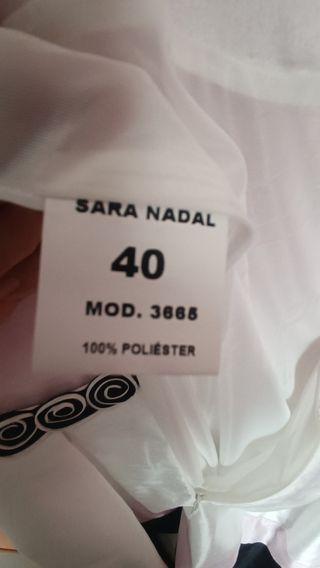 SARA NADAL
40
MOD. 3665
100% POLIÉSTER